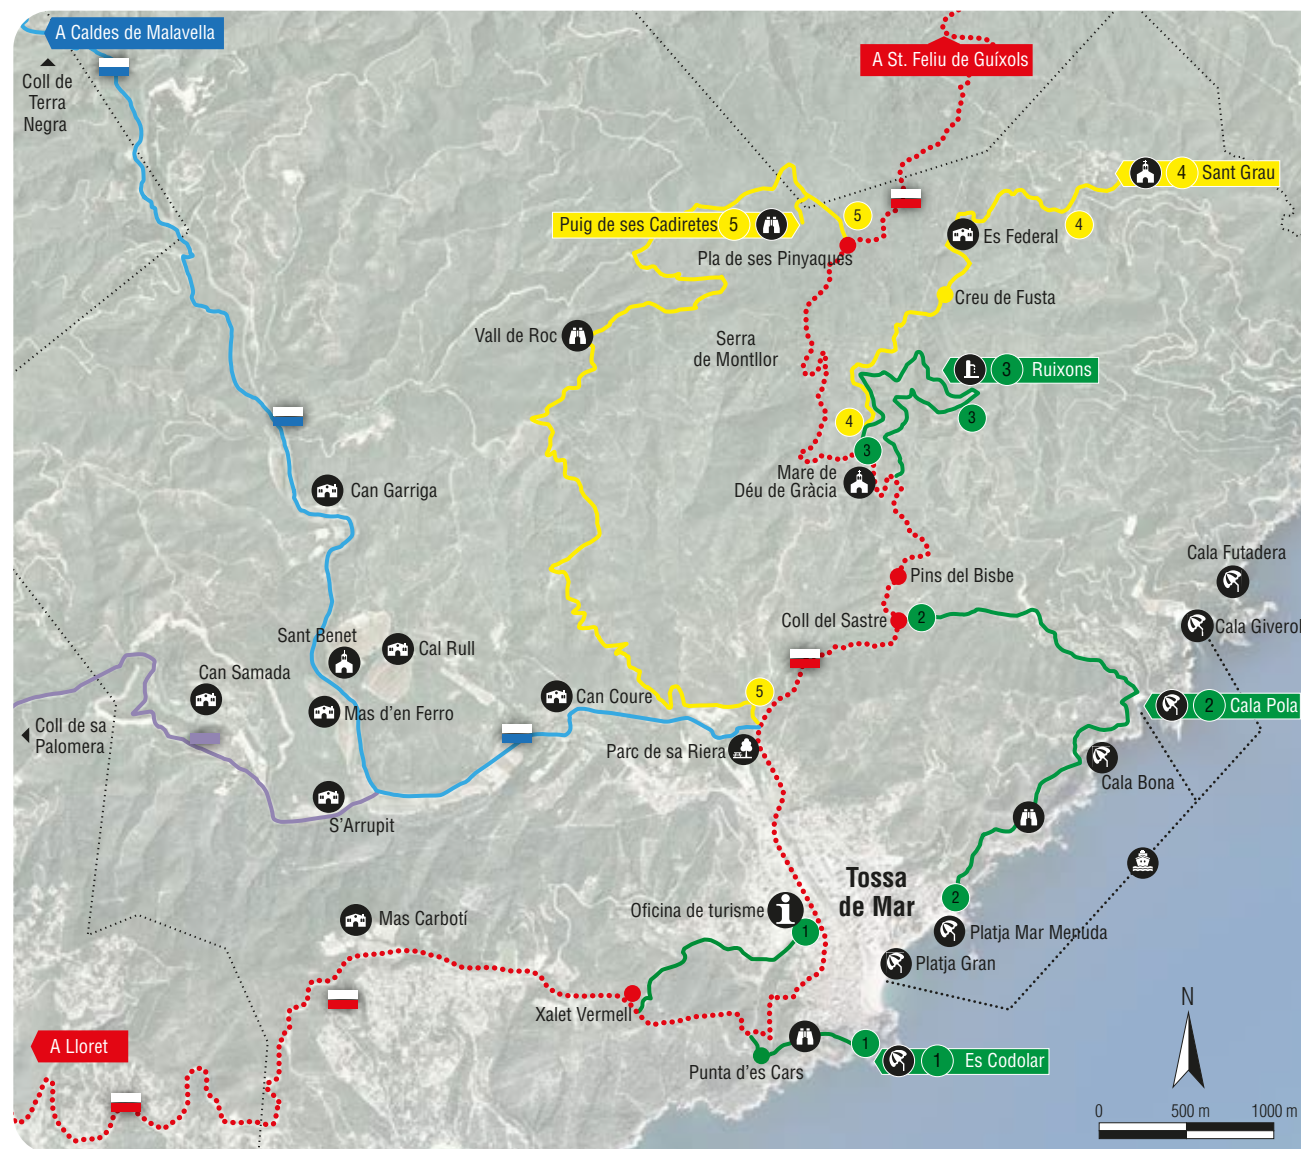 A Caldes de Malavella
Coll de
Terra
Negra
A St. Feliu de Guíxols
4 Sant Grau
Puig de ses Cadiretes 5
5
4
Es Federal
Pla de ses Pinyaques
Creu de Fusta
Vall de Roc
Serra
de Montllor
3 Ruixons
4
3
3
Mare de
Déu de Gràcia
Can Garriga
Cala Futadera
Pins del Bisbe
Coll del Sastre
2
Cala Giverola
Sant Benet
Cal Rull
Can Samada
Can Coure
5
2 Cala Pola
Mas d'en Ferro
Coll de sa
Palomera
Parc de sa Riera
Cala Bona
S'Arrupit
Tossa
de Mar
2
Oficina de turisme
1
Mas Carbotí
Platja Mar Menuda
Platja Gran
Xalet Vermell
N
A Lloret
1
1 Es Codolar
Punta d'es Cars
0 500 m 1000 m